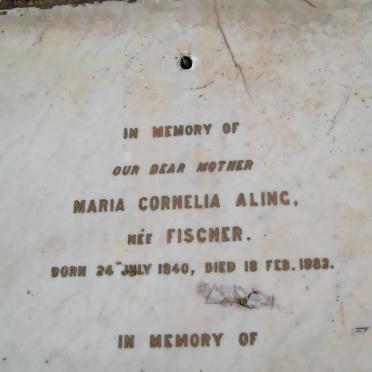 IN MEMORY OF
OUR DEAR MOTHER
MARIA CORNELIA ALING,
NÉE FISCHER.
BORN 24 JULY 1840, DIED 18 FEB. 1932.
IN MEMORY OF